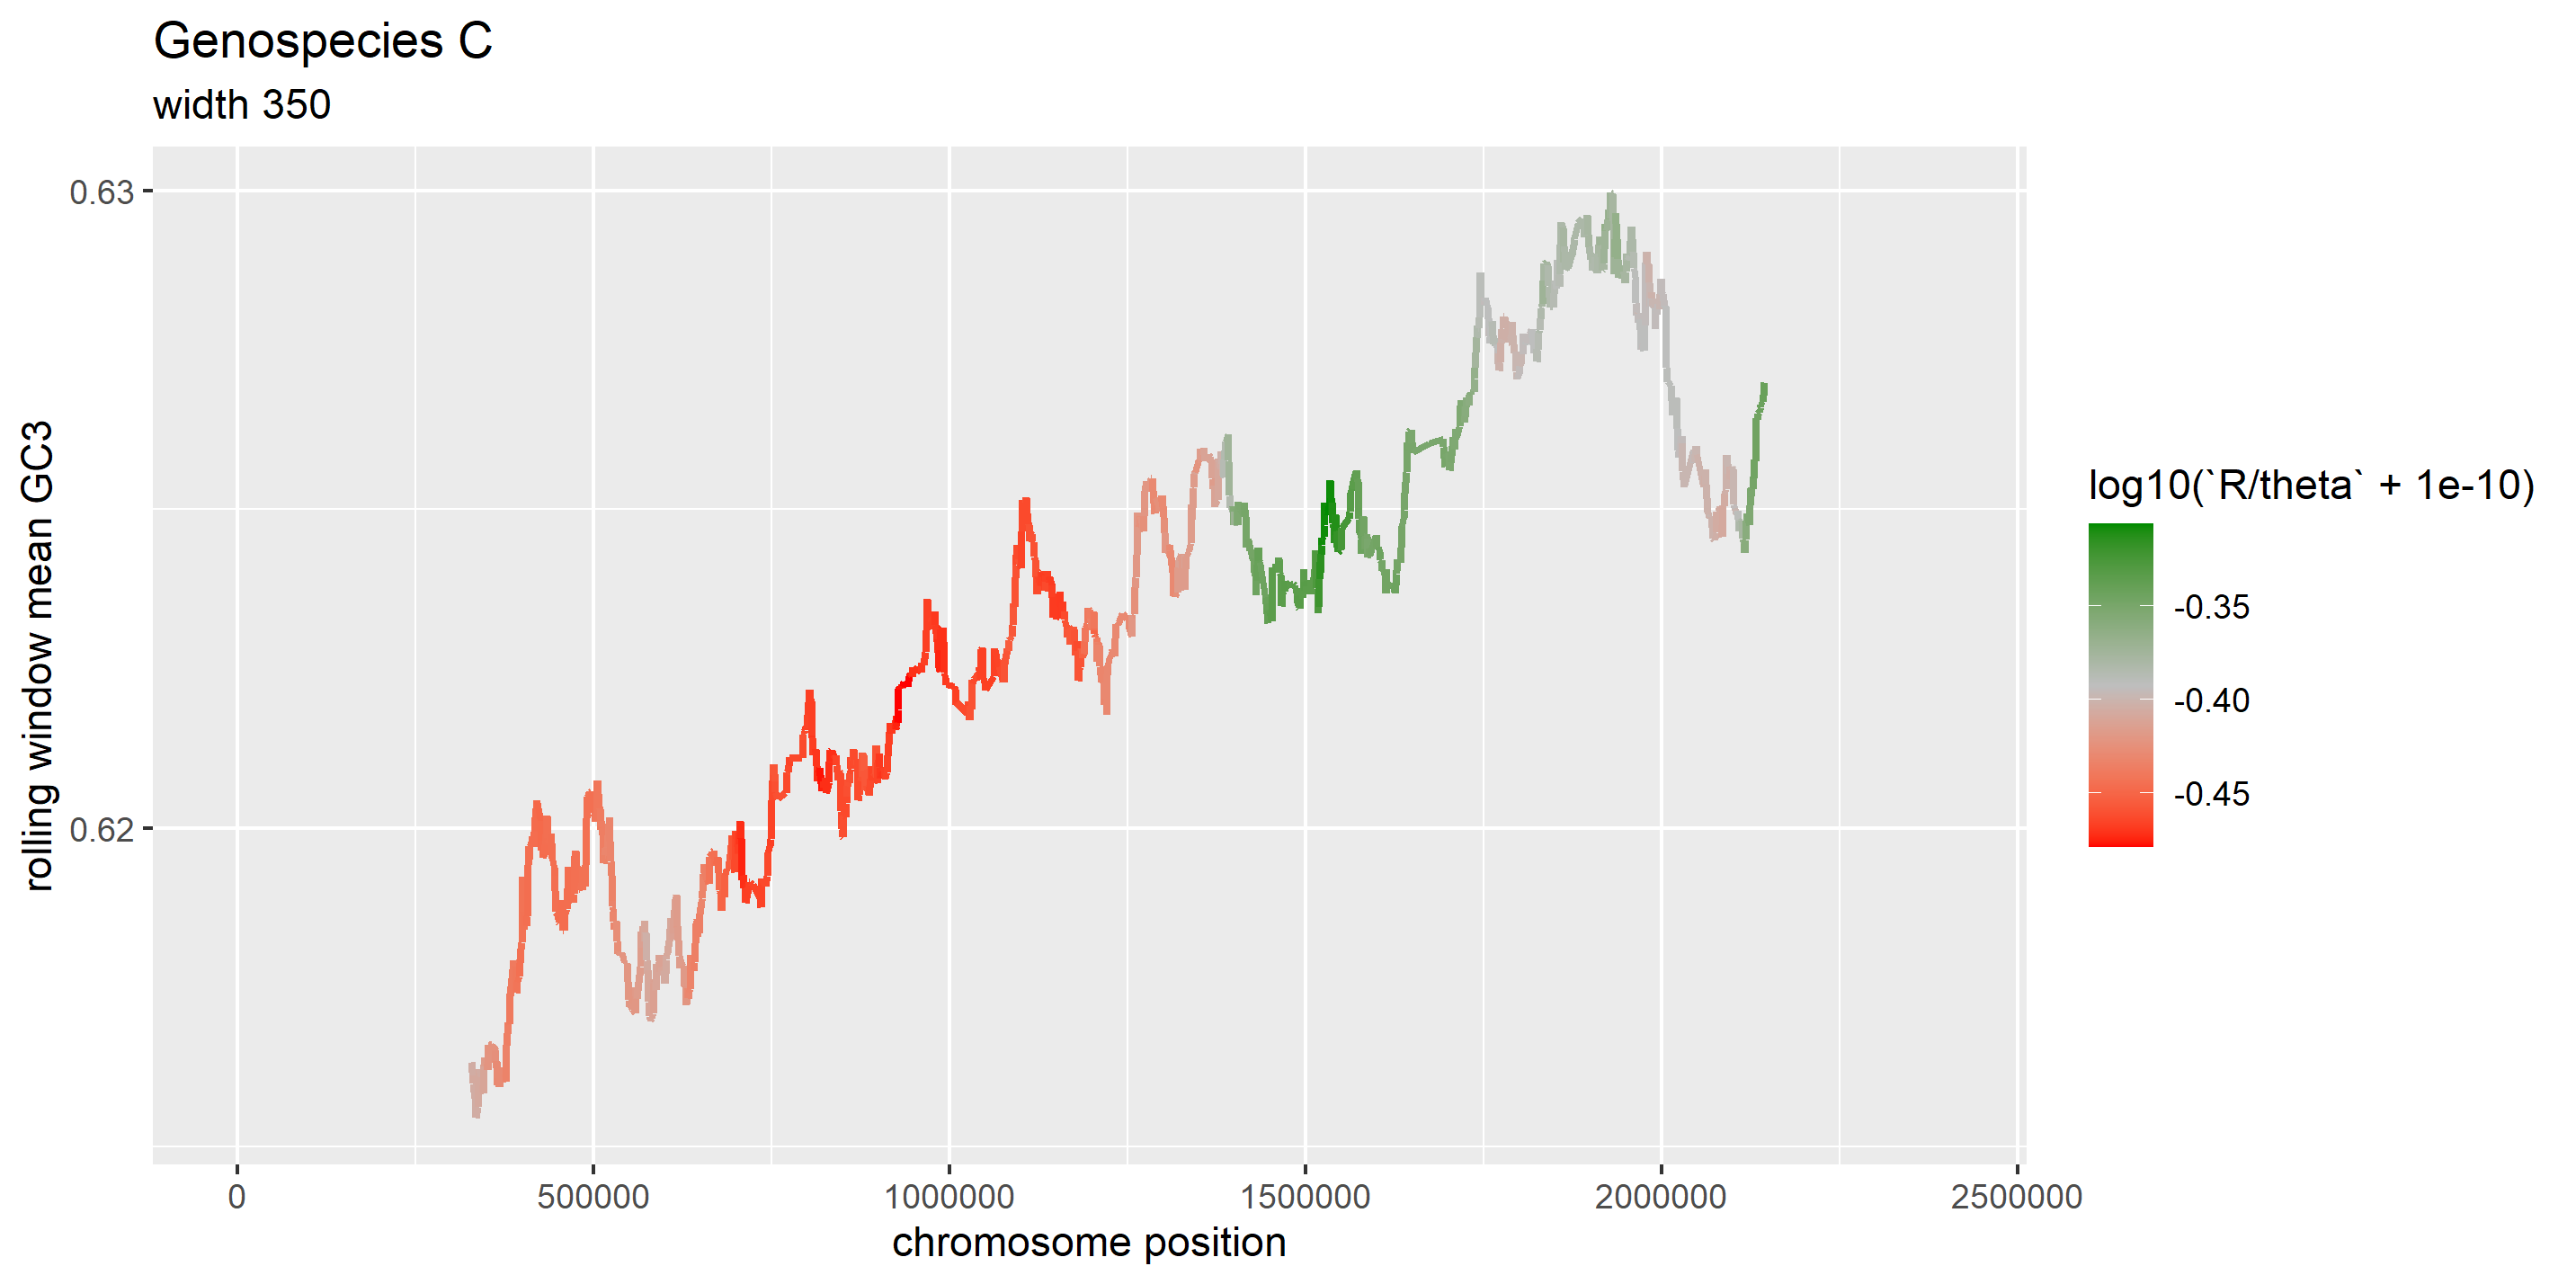 Genospecies C
width 350
0.63
0.62
rolling window mean GC3
0
500000
1000000
1500000
2000000
2500000
chromosome position
log10(`R/theta` + 1e-10)
-0.35
-0.40
-0.45